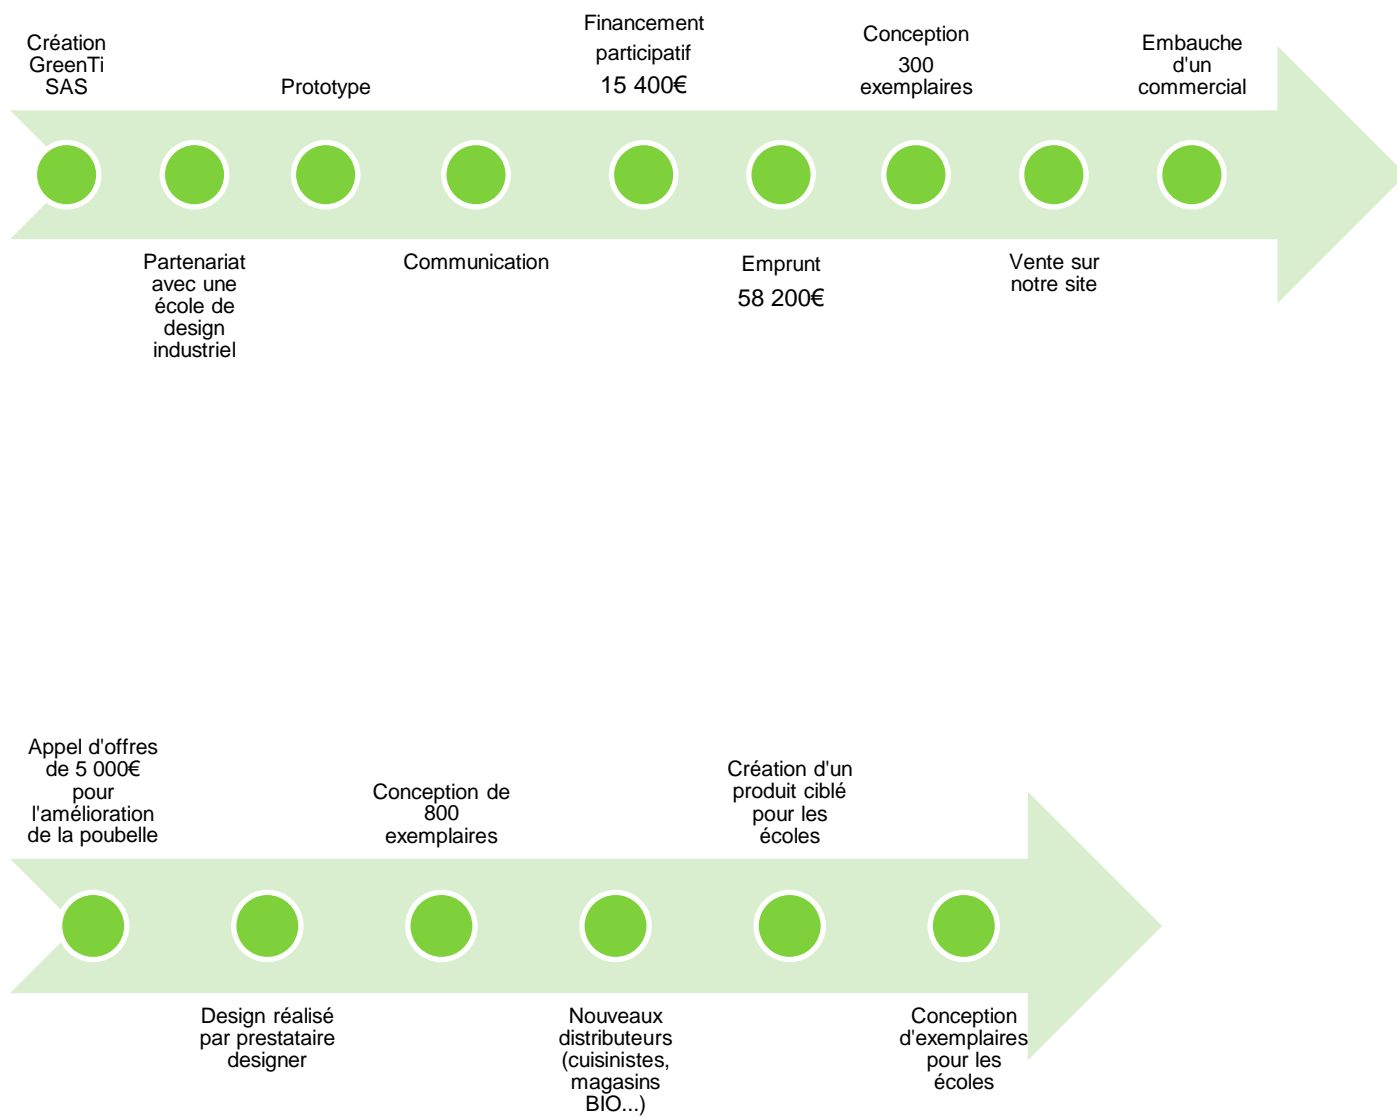 Création
GreenTi
SAS
Partenariat
avec une
école de
design
industriel
Prototype
Communication
Financement
participatif
15 400€
Emprunt
58 200€
Conception
300
exemplaires
Vente sur
notre site
Embauche
d'un
commercial
Appel d'offres
de 5 000€
pour
l'amélioration
de la poubelle
Design réalisé
par prestataire
designer
Conception de
800
exemplaires
Nouveaux
distributeurs
(cuisinistes,
magasins
BIO...)
Création d'un
produit ciblé
pour les
écoles
Conception
d'exemplaires
pour les
écoles